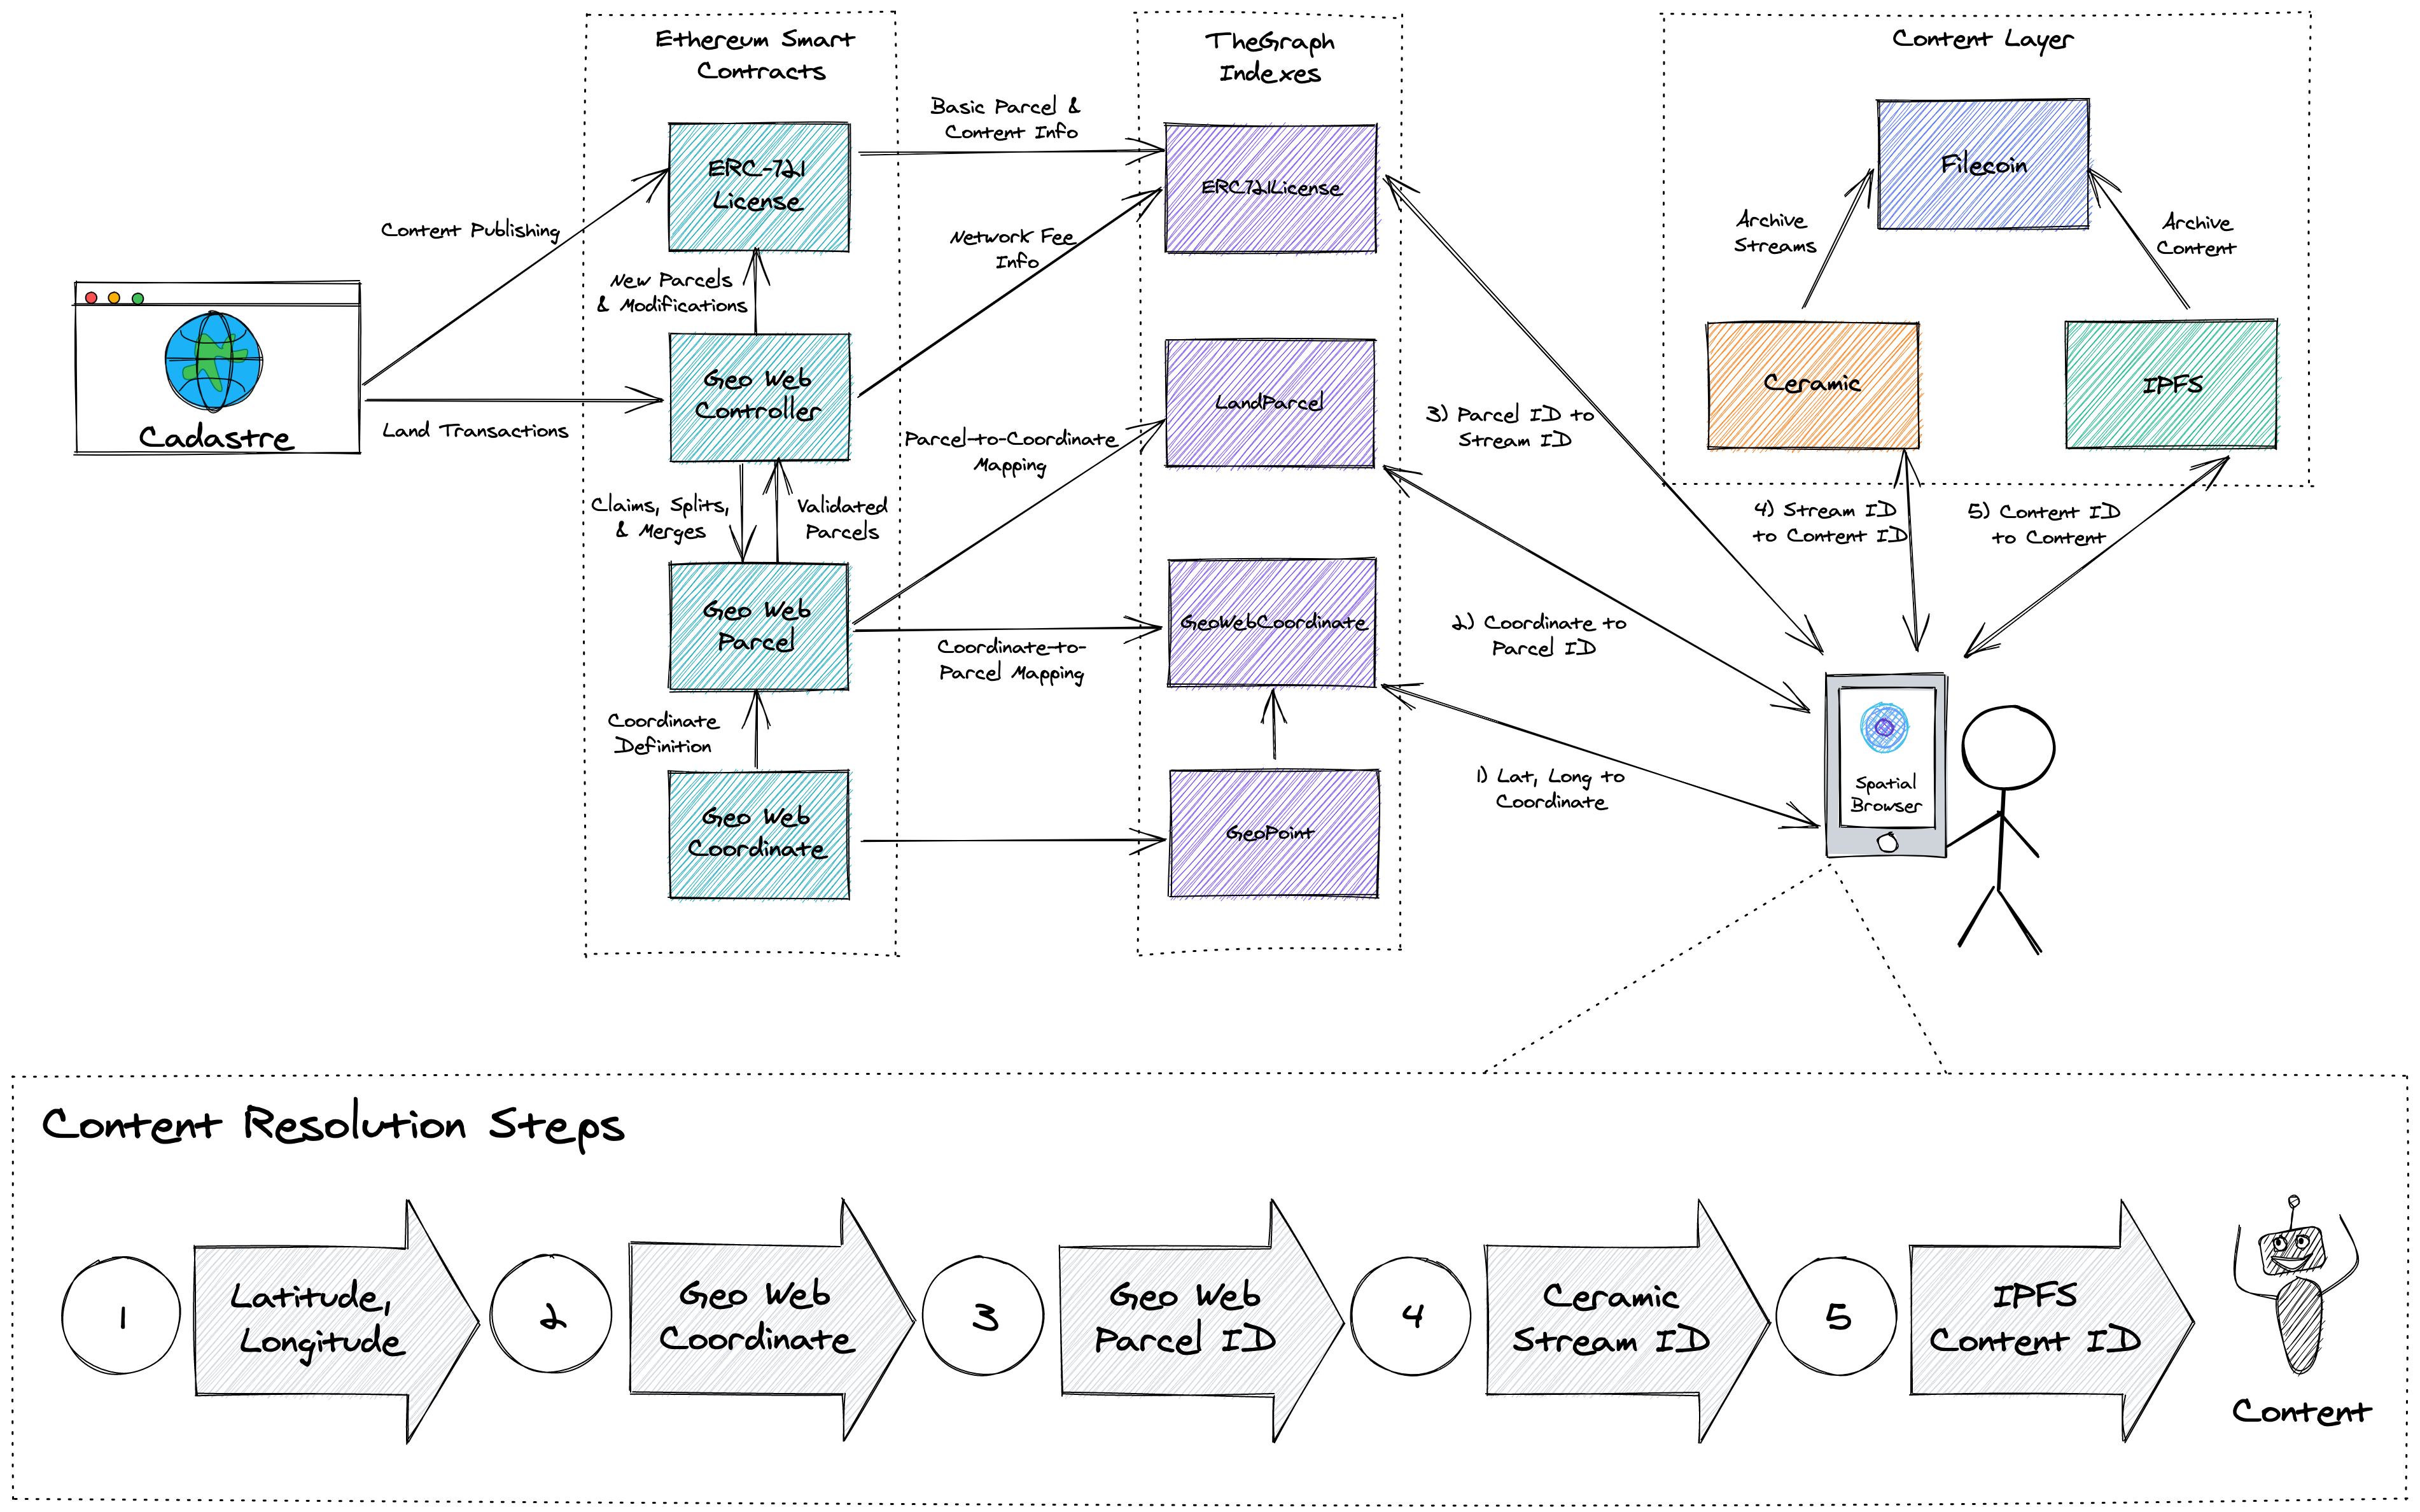 Ethereum Smart
Contracts
TheGraph
Indexes
Content Layer
Basic Parcel &
Content Info
ERC-721
License
ERC721License
Filecoin
Content Publishing
Network Fee
Info
Archive
Streams
Archive
Content
New Parcels
& Modifications
Cadastre
Land Transactions
Geo Web
Controller
LandParcel
Ceramic
IPFS
Parcel-to-Coordinate
Mapping
3) Parcel ID to
Stream ID
Claims, Splits,
& Merges
Validated
Parcels
4) Stream ID
to Content ID
5) Content ID
to Content
Geo Web
Parcel
GeoWebCoordinate
2) Coordinate to
Parcel ID
Coordinate-to-
Parcel Mapping
Coordinate
Definition
1) Lat, Long to
Coordinate
Spatial
Browser
Geo Web
Coordinate
GeoPoint
Content Resolution Steps
1
Latitude,
Longitude
2
Geo Web
Coordinate
3
Geo Web
Parcel ID
4
Ceramic
Stream ID
5
IPFS
Content ID
Content